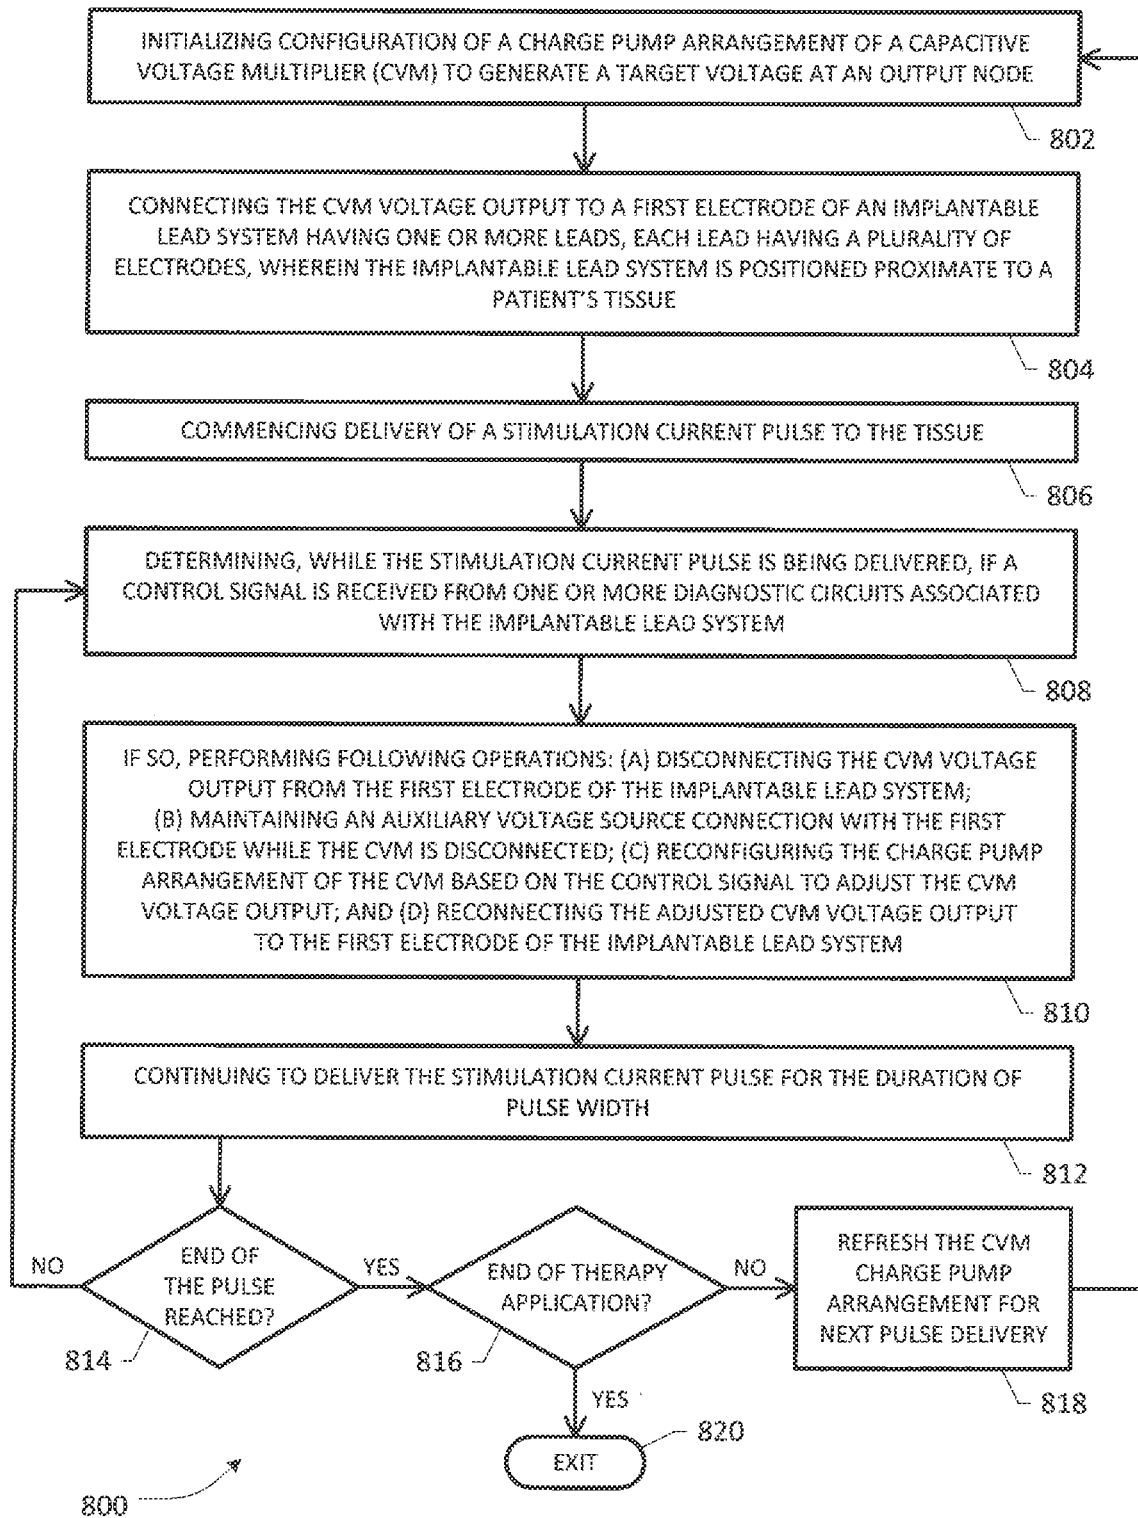 INITIALIZING CONFIGURATION OF A CHARGE PUMP ARRANGEMENT OF A CAPACITIVE
VOLTAGE MULTIPLIER (CVM) TO GENERATE A TARGET VOLTAGE AT AN OUTPUT NODE
802
CONNECTING THE CVM VOLTAGE OUTPUT TO A FIRST ELECTRODE OF AN IMPLANTABLE
LEAD SYSTEM HAVING ONE OR MORE LEADS, EACH LEAD HAVING A PLURALITY OF
ELECTRODES, WHEREIN THE IMPLANTABLE LEAD SYSTEM IS POSITIONED PROXIMATE TO A
PATIENT'S TISSUE
804
COMMENCING DELIVERY OF A STIMULATION CURRENT PULSE TO THE TISSUE
806
DETERMINING, WHILE THE STIMULATION CURRENT PULSE IS BEING DELIVERED, IF A
CONTROL SIGNAL IS RECEIVED FROM ONE OR MORE DIAGNOSTIC CIRCUITS ASSOCIATED
WITH THE IMPLANTABLE LEAD SYSTEM
808
IF SO, PERFORMING FOLLOWING OPERATIONS: (A) DISCONNECTING THE CVM VOLTAGE
OUTPUT FROM THE FIRST ELECTRODE OF THE IMPLANTABLE LEAD SYSTEM;
(B) MAINTAINING AN AUXILIARY VOLTAGE SOURCE CONNECTION WITH THE FIRST
ELECTRODE WHILE THE CVM IS DISCONNECTED; (C) RECONFIGURING THE CHARGE PUMP
ARRANGEMENT OF THE CVM BASED ON THE CONTROL SIGNAL TO ADJUST THE CVM
VOLTAGE OUTPUT; AND (D) RECONNECTING THE ADJUSTED CVM VOLTAGE OUTPUT
TO THE FIRST ELECTRODE OF THE IMPLANTABLE LEAD SYSTEM
810
CONTINUING TO DELIVER THE STIMULATION CURRENT PULSE FOR THE DURATION OF
PULSE WIDTH
812
NO
END OF
THE PULSE
REACHED?
814
YES
END OF THERAPY
APPLICATION?
816
NO
REFRESH THE CVM
CHARGE PUMP
ARRANGEMENT FOR
NEXT PULSE DELIVERY
818
YES
EXIT
820
800